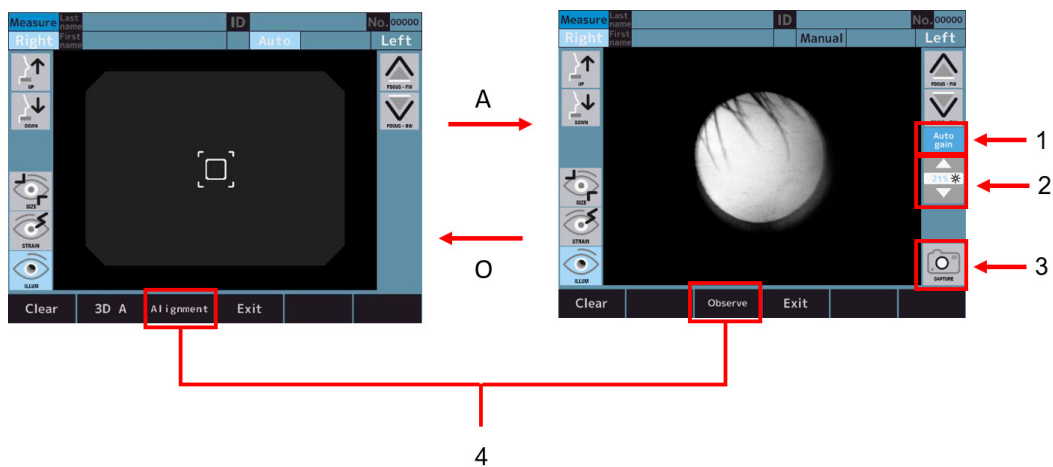 Measure Last name ID No. 00000
Right First name Auto Left
UP
DOWN
FOCUS - FW
FOCUS - BW
SIZE
STRAIN
ILLUM
Clear 3D A Alignment Exit
A
O
Measure Last name ID No. 00000
Right First name Manual Left
UP
DOWN
FOCUS - FW
Auto
gain
21%
SIZE
STRAIN
ILLUM
CAPTURE
Clear Observe Exit
1
2
3
4